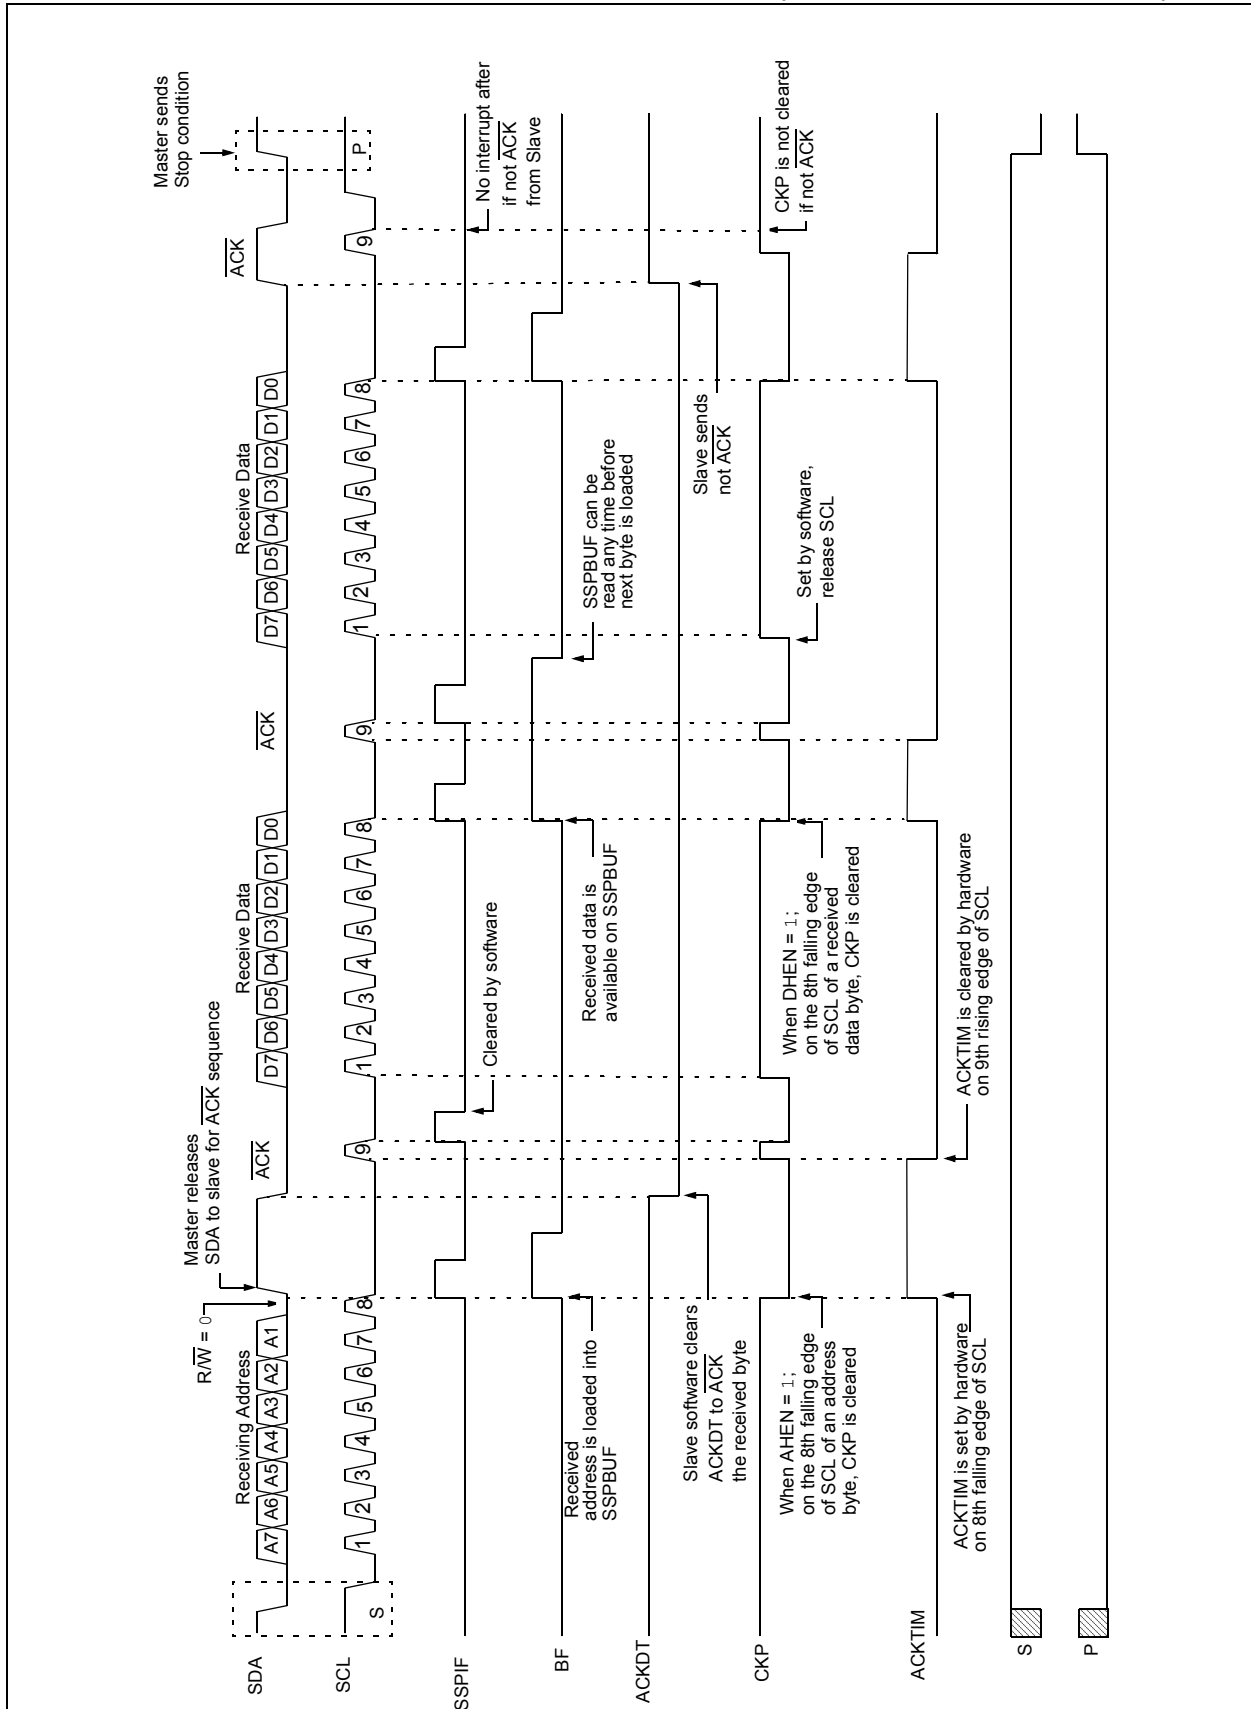 Master sends
Stop condition
Master releases
SDA to slave for ACK sequence
R/W = 0
Receiving Address
ACK
Receive Data
ACK
Receive Data
ACK
SDA
A7 A6 A5 A4 A3 A2 A1
D7 D6 D5 D4 D3 D2 D1 D0
D7 D6 D5 D4 D3 D2 D1 D0
SCL
S
1 2 3 4 5 6 7 8 9
1 2 3 4 5 6 7 8 9
1 2 3 4 5 6 7 8 9
P
SSPIF
Cleared by software
No interrupt after
if not ACK
from Slave
BF
Received
address is loaded into
SSPBUF
Received data is
available on SSPBUF
SSPBUF can be
read any time before
next byte is loaded
ACKDT
Slave software clears
ACKDT to ACK
the received byte
Slave sends
not ACK
CKP
When AHEN = 1;
on the 8th falling edge
of SCL of an address
byte, CKP is cleared
When DHEN = 1;
on the 8th falling edge
of SCL of a received
data byte, CKP is cleared
Set by software,
release SCL
CKP is not cleared
if not ACK
ACKTIM
ACKTIM is set by hardware
on 8th falling edge of SCL
ACKTIM is cleared by hardware
on 9th rising edge of SCL
S
P